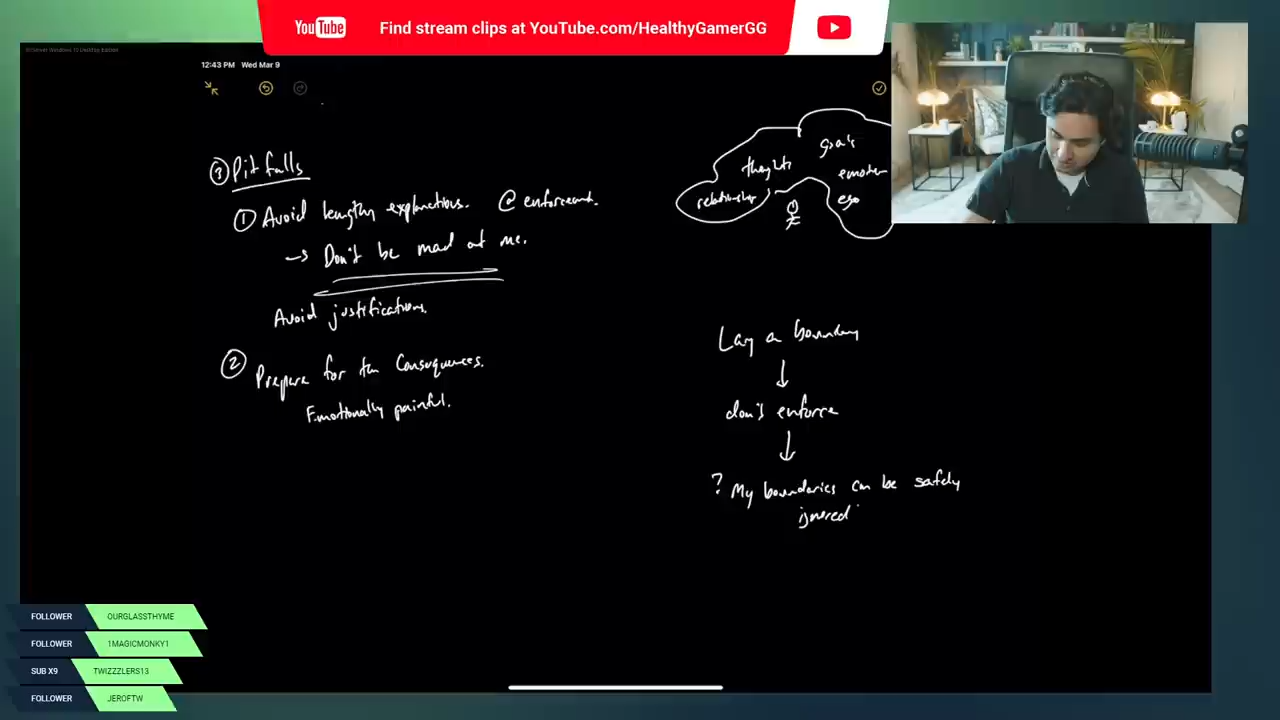 YouTube
Find stream clips at YouTube.com/HealthyGamerGG
12:43 PM Wed Mar 9
③ Pitfalls
① Avoid lengthy explanations. @ enforcement.
→ Don't be mad at me.
Avoid justifications.
② Prepare for the Consequences.
Emotionally painful.
thoughts
goals
emotion
relationship
ego
Lay a boundary
↓
don't enforce
↓
? My boundaries can be safely
ignored
FOLLOWER OURGLASSTHYME
FOLLOWER 1MAGICMONKY1
SUB X9 TWIZZZLERS13
FOLLOWER JEROFTW